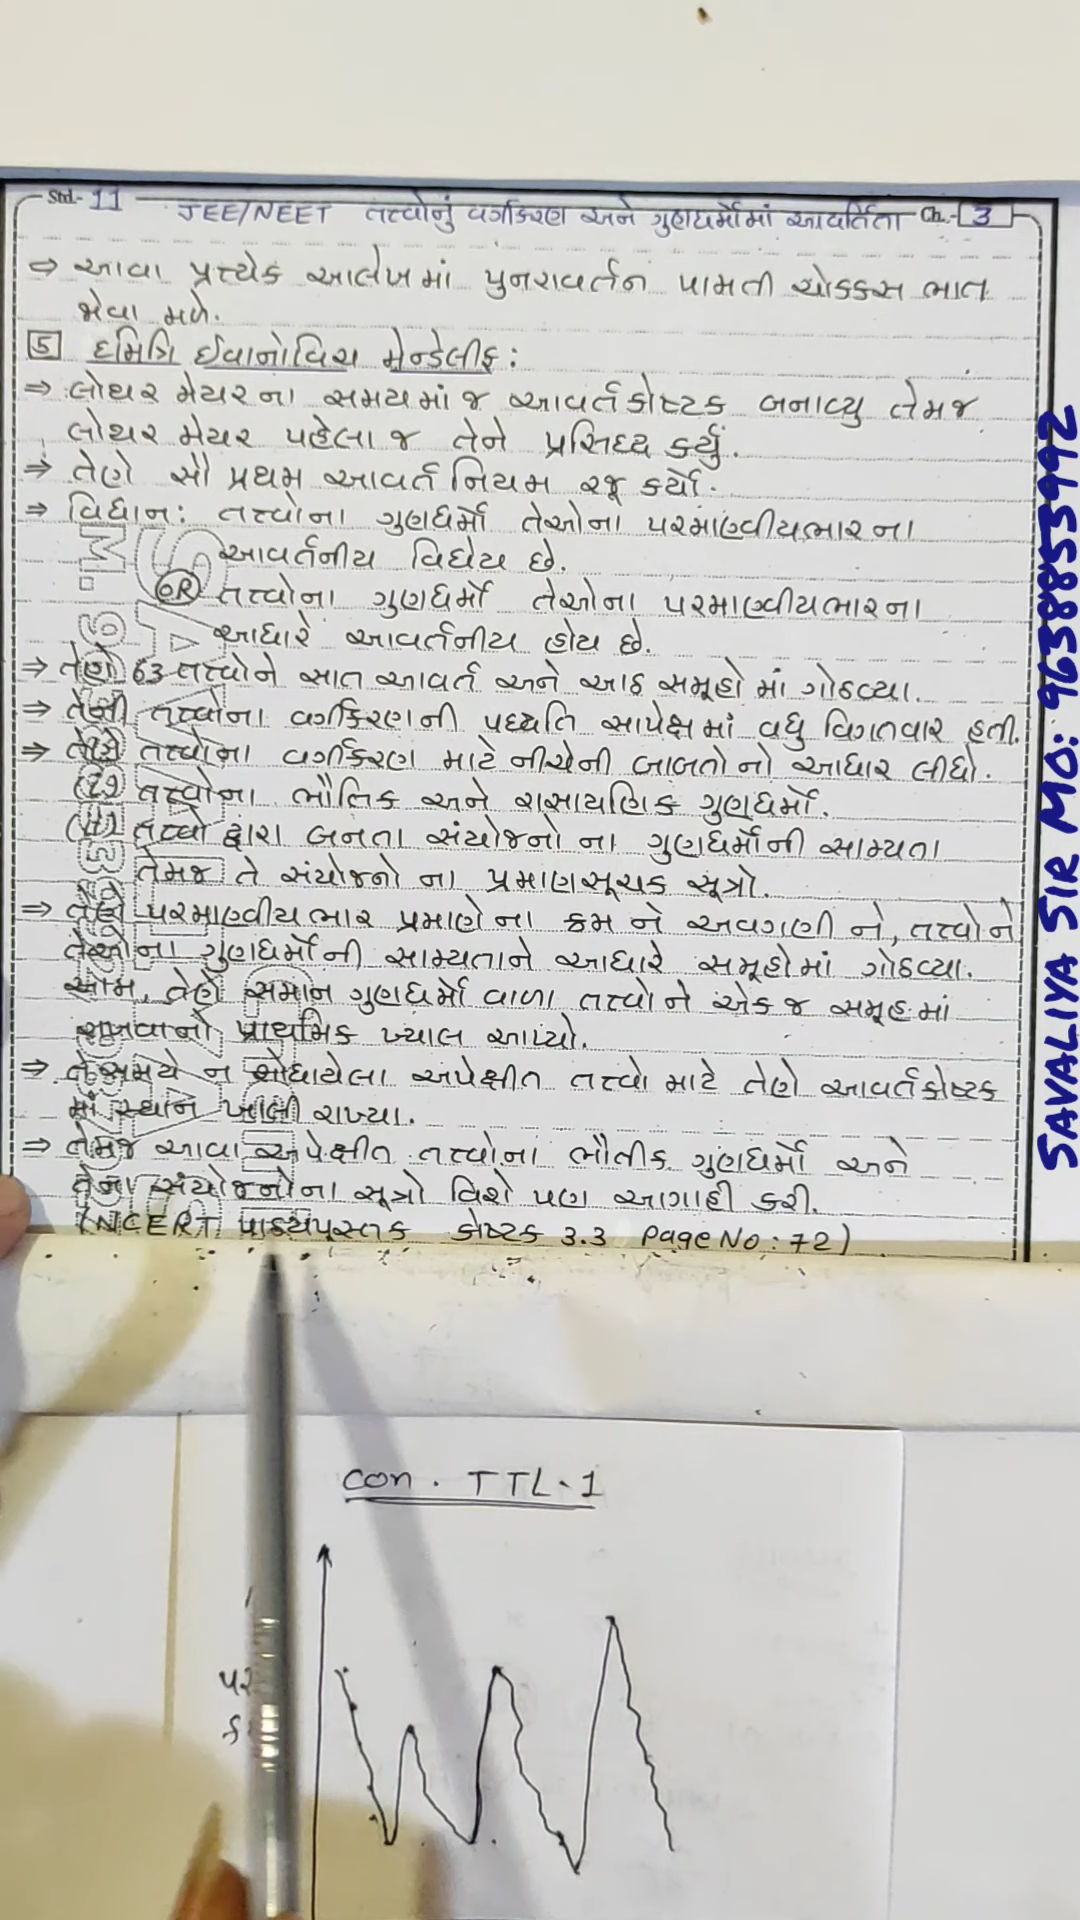 Std.- 11 JEE/NEET તત્ત્વોનું વર્ગીકરણ અને ગુણધર્મોમાં આવર્તિતા Ch.- 3
⇒ આવા પ્રત્યેક આલેખમાં પુનરાવર્તન પામતી ચોક્કસ ભાત
જોવા મળે.
5 દમિત્રિ ઈવાનોવિચ મેન્ડેલીફ :
⇒ લોથર મેયરના સમયમાં જ આવર્તકોષ્ટક બનાવ્યુ તેમજ
લોથર મેયર પહેલા જ તેને પ્રસિધ્ધ કર્યું.
⇒ તેણે સૌ પ્રથમ આવર્ત નિયમ રજૂ કર્યો.
⇒ વિધાન: તત્ત્વોના ગુણધર્મો તેઓના પરમાણ્વીયભારના
આવર્તનીય વિધેય છે.
OR તત્ત્વોના ગુણધર્મો તેઓના પરમાણ્વીયભારના
આધારે આવર્તનીય હોય છે.
⇒ તેણે 63 તત્ત્વોને સાત આવર્ત અને આઠ સમૂહો માં ગોઠવ્યા.
⇒ તેની તત્ત્વોના વર્ગીકરણની પધ્ધતિ સાપેક્ષમાં વધુ વિગતવાર હતી.
⇒ તેણે તત્ત્વોના વર્ગીકરણ માટે નીચેની બાબતોનો આધાર લીધો.
તત્ત્વોના ભૌતિક અને રાસાયણિક ગુણધર્મો.
તત્ત્વો દ્વારા બનતા સંયોજનો ના ગુણધર્મોની સામ્યતા
તેમજ તે સંયોજનો ના પ્રમાણસૂચક સૂત્રો.
⇒ તેણે પરમાણ્વીયભાર પ્રમાણેના ક્રમ ને અવગણી ને, તત્ત્વોને
તેઓના ગુણધર્મોની સામ્યતાને આધારે સમૂહોમાં ગોઠવ્યા.
આમ, તેણે સમાન ગુણધર્મો વાળા તત્ત્વોને એક જ સમૂહમાં
રાખવાનો પ્રાથમિક ખ્યાલ આપ્યો.
⇒ તે સમયે ન શોધાયેલા અપેક્ષીત તત્ત્વો માટે તેણે આવર્તકોષ્ટક
માં સ્થાન ખાલી રાખ્યા.
⇒ તેમજ આવા અપેક્ષીત તત્ત્વોના ભૌતીક ગુણધર્મો અને
તેના સંયોજનોના સૂત્રો વિશે પણ આગાહી કરી.
(NCERT પાઠ્યપુસ્તક કોષ્ટક 3.3 Page No: 72)
SAVALIYA SIR MO: 9638853992
con. TTL-1